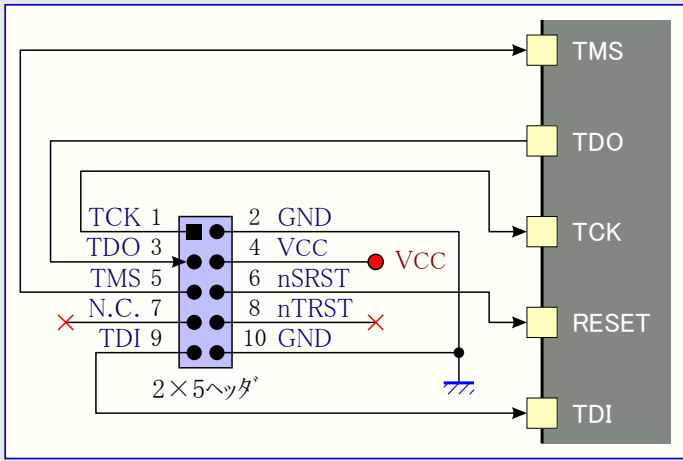 TMS
TDO
TCK 1 2 GND
TCK
TDO 3 4 VCC VCC
TMS 5 6 nSRST
N.C. 7 8 nTRST
RESET
TDI 9 10 GND
2×5ヘッダ
TDI